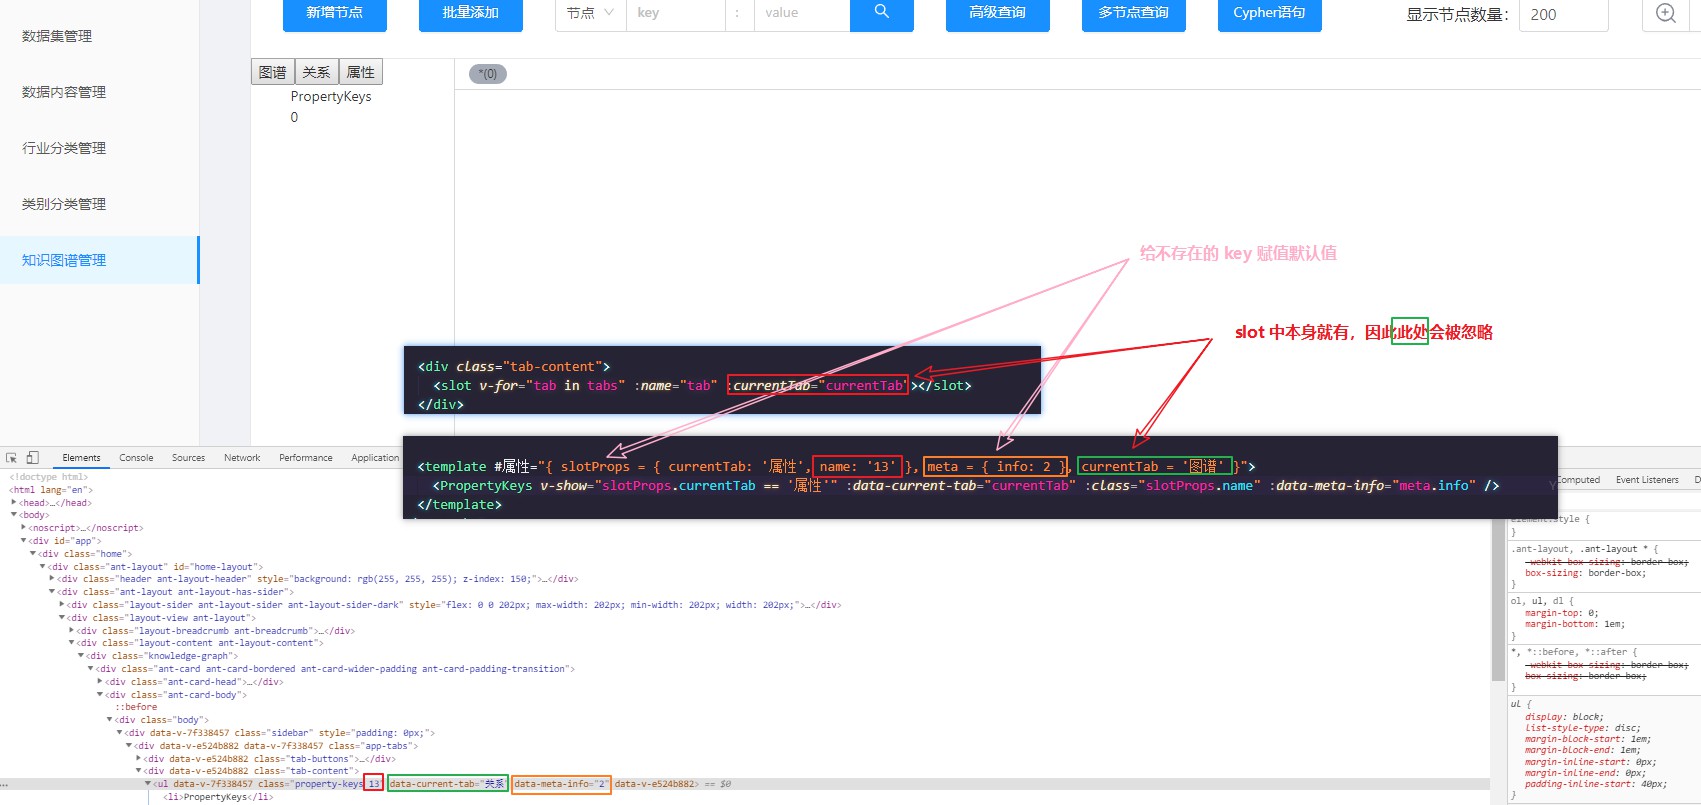 新增节点 批量添加 节点 key : value 高级查询 多节点查询 Cypher语句 显示节点数量： 200
数据集管理
数据内容管理
行业分类管理
类别分类管理
知识图谱管理
图谱 关系 属性
*(0)
PropertyKeys
0
给不存在的 key 赋值默认值
slot 中本身就有，因此此处会被忽略
<div class="tab-content">
<slot v-for="tab in tabs" :name="tab" :currentTab="currentTab"></slot>
</div>
<template #属性="{ slotProps = { currentTab: '属性', name: '13' }, meta = { info: 2 }, currentTab = '图谱' }">
<PropertyKeys v-show="slotProps.currentTab == '属性'" :data-current-tab="currentTab" :class="slotProps.name" :data-meta-info="meta.info" />
</template>
Elements Console Sources Network Performance Application
Computed Event Listeners
<!doctype html>
<html lang="en">
<head>…</head>
<body>
<noscript>…</noscript>
<div id="app">
<div class="home">
<div class="ant-layout" id="home-layout">
<div class="header ant-layout-header" style="background: rgb(255, 255, 255); z-index: 150;">…</div>
<div class="ant-layout ant-layout-has-sider">
<div class="layout-sider ant-layout-sider ant-layout-sider-dark" style="flex: 0 0 202px; max-width: 202px; min-width: 202px; width: 202px;">…</div>
<div class="layout-view ant-layout">
<div class="layout-breadcrumb ant-breadcrumb">…</div>
<div class="layout-content ant-layout-content">
<div class="knowledge-graph">
<div class="ant-card ant-card-bordered ant-card-wider-padding ant-card-padding-transition">
<div class="ant-card-head">…</div>
<div class="ant-card-body">
::before
<div class="body">
<div data-v-7f338457 class="sidebar" style="padding: 0px;">
<div data-v-e524b882 data-v-7f338457 class="app-tabs">
<div data-v-e524b882 class="tab-buttons">…</div>
<div data-v-e524b882 class="tab-content">
<ul data-v-7f338457 class="property-keys 13" data-current-tab="关系" data-meta-info="2" data-v-e524b882> == $0
<li>PropertyKeys</li>
element.style {
}
.ant-layout, .ant-layout * {
-webkit-box-sizing: border-box;
box-sizing: border-box;
}
ol, ul, dl {
margin-top: 0;
margin-bottom: 1em;
}
*, *::before, *::after {
-webkit-box-sizing: border-box;
box-sizing: border-box;
}
ul {
display: block;
list-style-type: disc;
margin-block-start: 1em;
margin-block-end: 1em;
margin-inline-start: 0px;
margin-inline-end: 0px;
padding-inline-start: 40px;
}